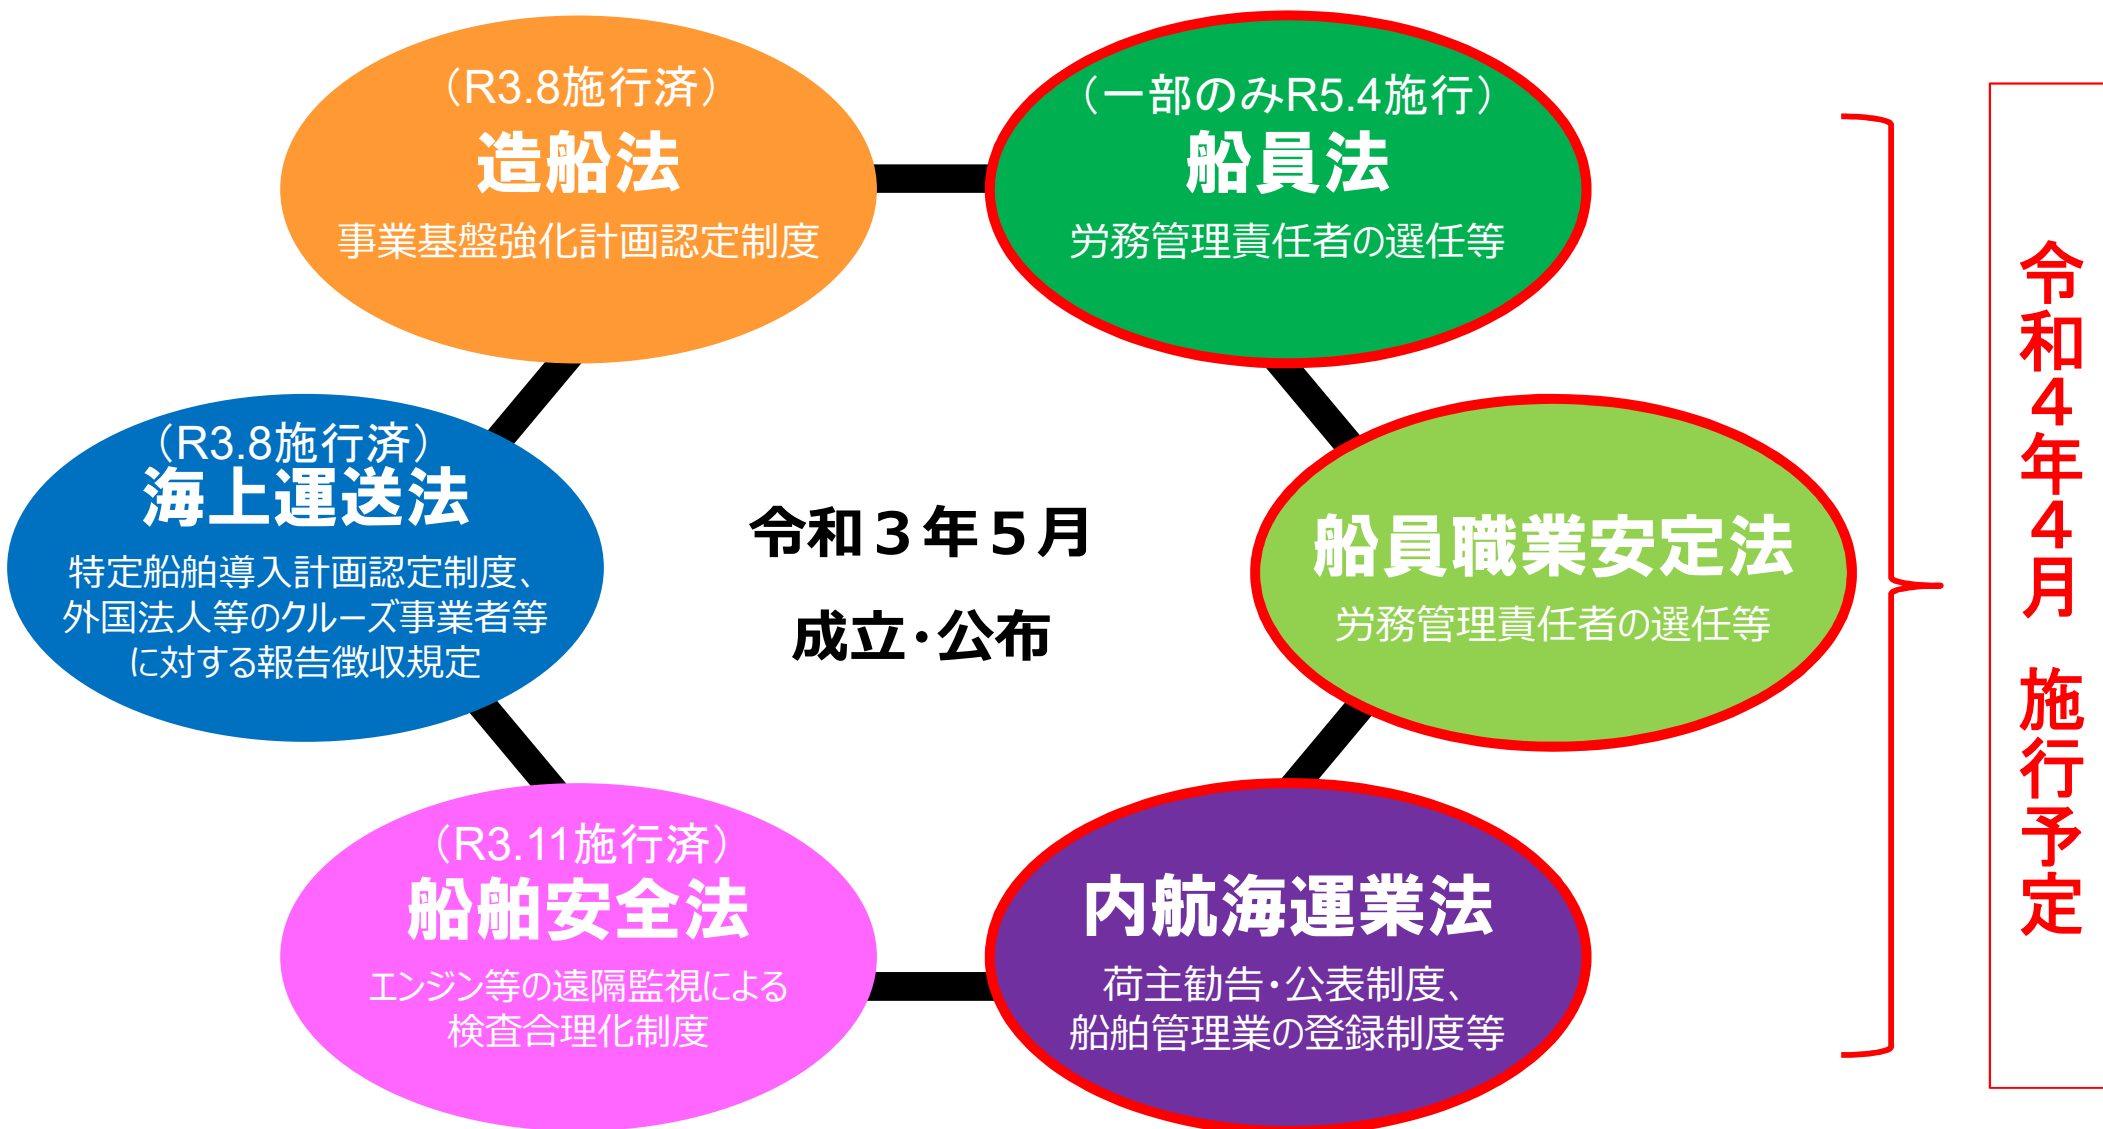 （R3.8施行済）
造船法
事業基盤強化計画認定制度
（一部のみR5.4施行）
船員法
労務管理責任者の選任等
（R3.8施行済）
海上運送法
特定船舶導入計画認定制度、
外国法人等のクルーズ事業者等
に対する報告徴収規定
令和３年５月
成立・公布
船員職業安定法
労務管理責任者の選任等
（R3.11施行済）
船舶安全法
エンジン等の遠隔監視による
検査合理化制度
内航海運業法
荷主勧告・公表制度、
船舶管理業の登録制度等
令和４年４月 施行予定